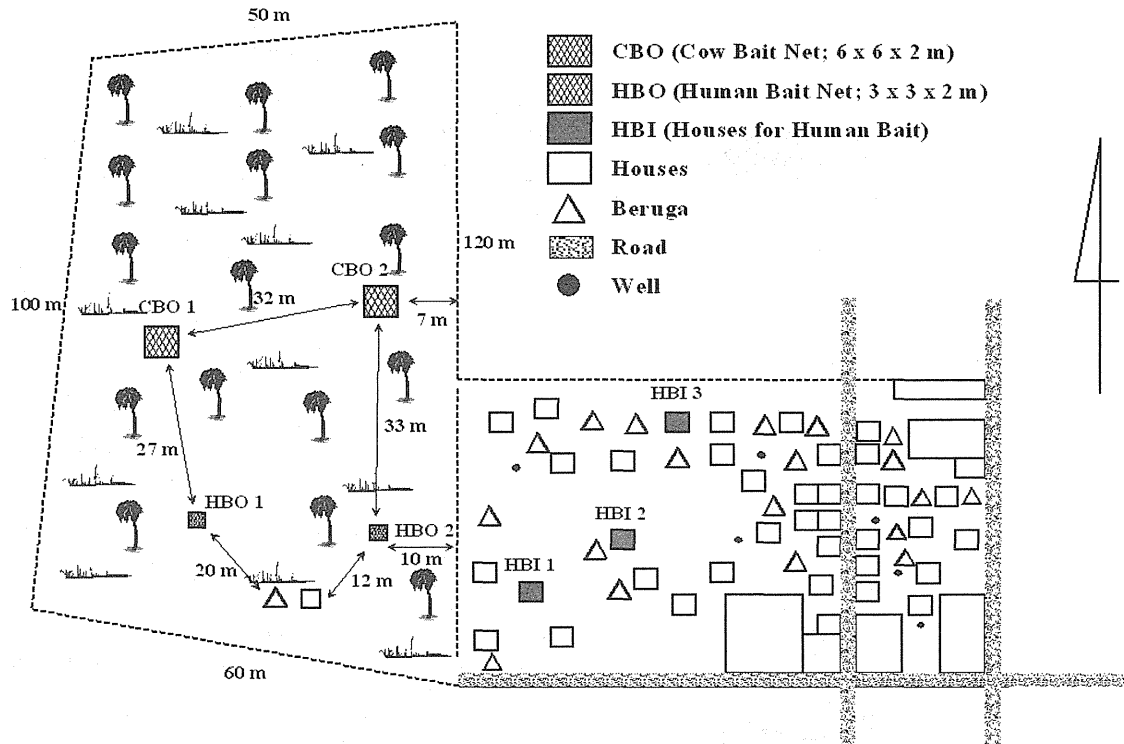 50 m
CBO (Cow Bait Net; 6 x 6 x 2 m)
HBO (Human Bait Net; 3 x 3 x 2 m)
HBI (Houses for Human Bait)
Houses
Beruga
Road
Well
120 m
CBO 2
100 m
CBO 1
32 m
7 m
HBI 3
33 m
27 m
HBO 1
HBO 2
HBI 2
10 m
20 m
12 m
HBI 1
60 m